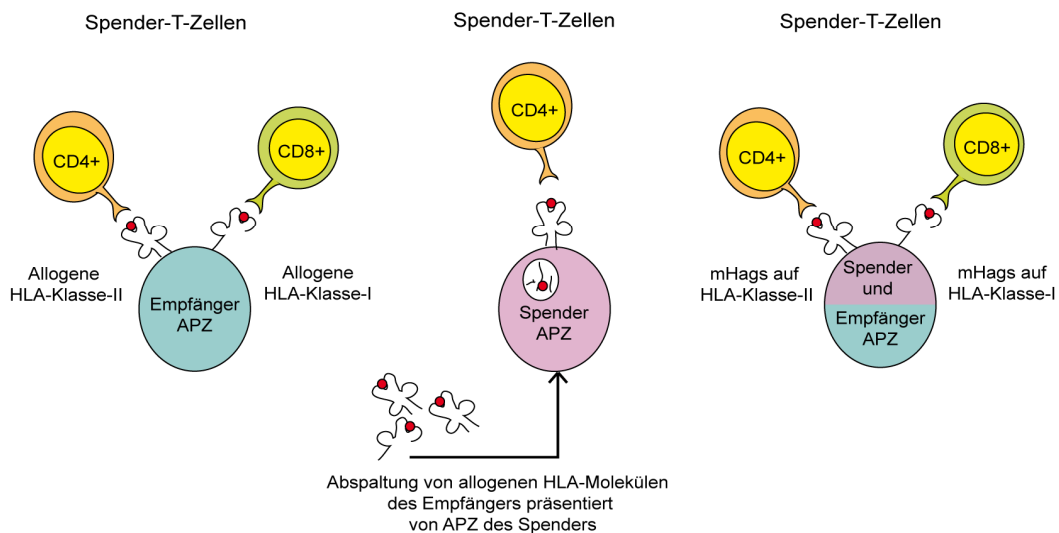 Spender-T-Zellen
CD4+
CD8+
Allogene
HLA-Klasse-II
Empfänger
APZ
Allogene
HLA-Klasse-I
Spender-T-Zellen
CD4+
Spender
APZ
Abspaltung von allogenen HLA-Molekülen
des Empfängers präsentiert
von APZ des Spenders
Spender-T-Zellen
CD4+
CD8+
mHags auf
HLA-Klasse-II
Spender
und
Empfänger
APZ
mHags auf
HLA-Klasse-I